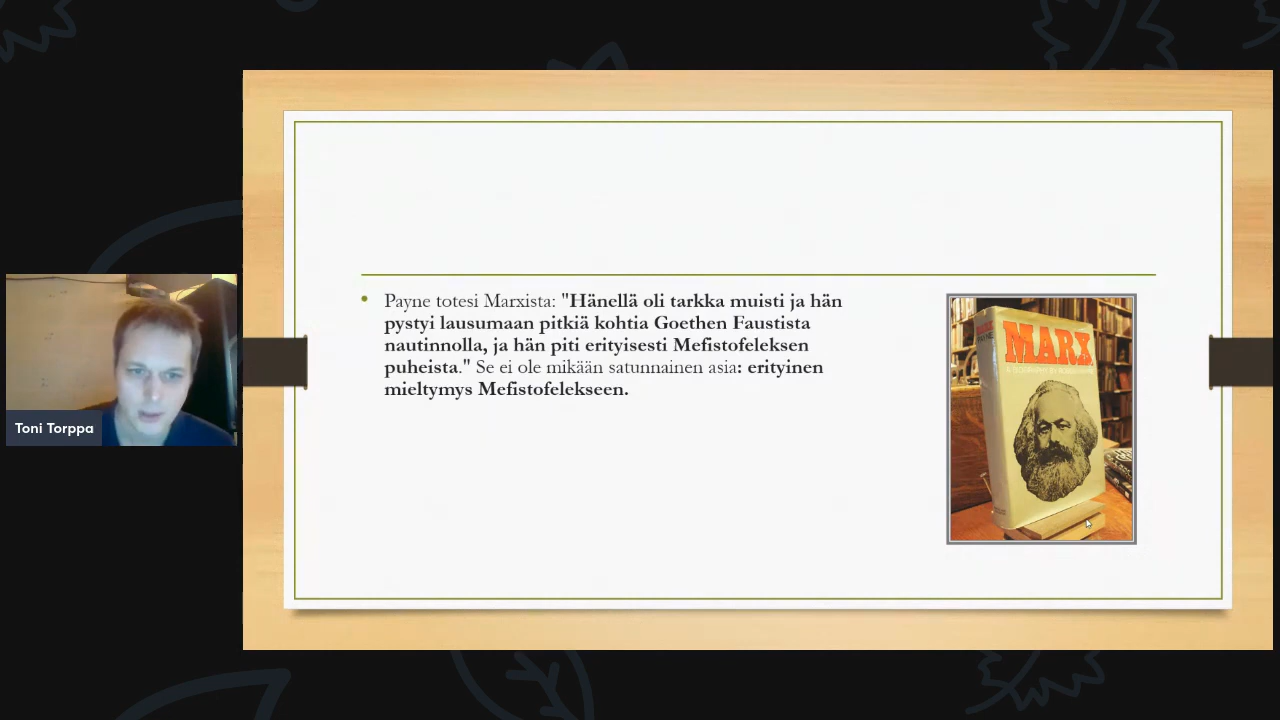 Payne totesi Marxista: "Hänellä oli tarkka muisti ja hän
pystyi lausumaan pitkiä kohtia Goethen Faustista
nautinnolla, ja hän piti erityisesti Mefistofeleksen
puheista." Se ei ole mikään satunnainen asia: erityinen
mieltymys Mefistofelekseen.
MARX
Toni Torppa